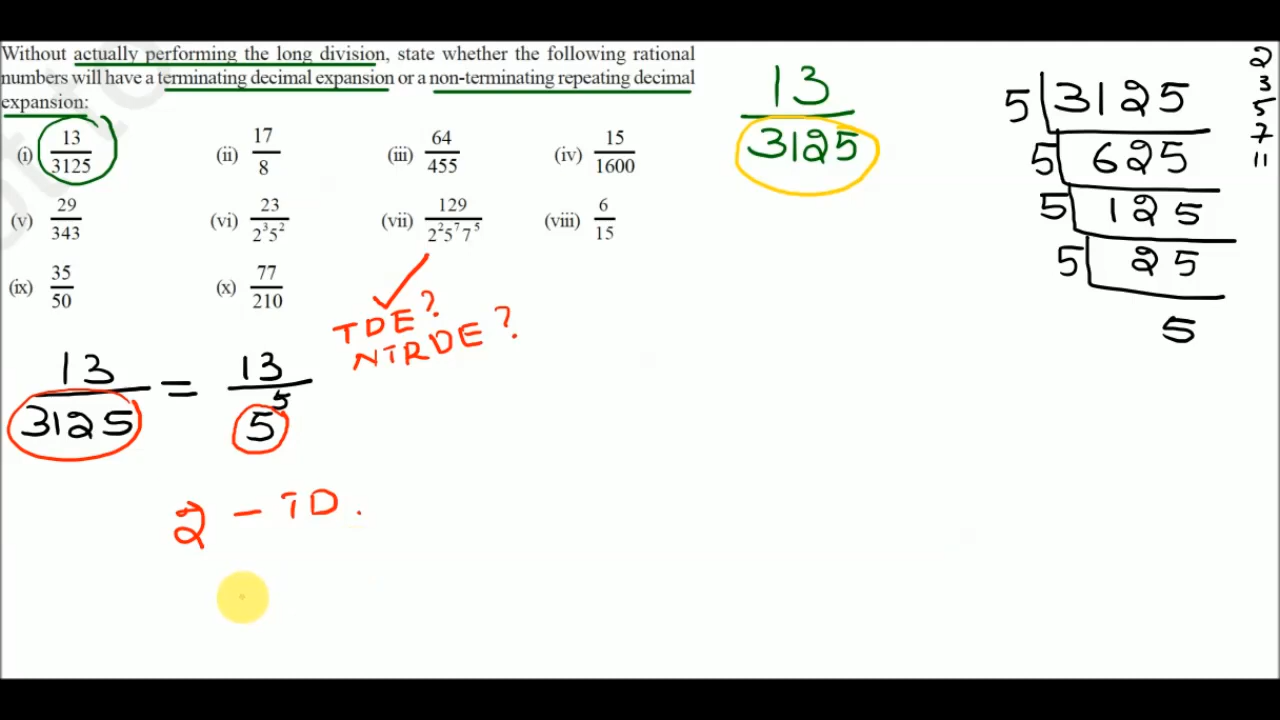 Without actually performing the long division, state whether the following rational
numbers will have a terminating decimal expansion or a non-terminating repeating decimal
expansion:
(i) 13/3125 (ii) 17/8 (iii) 64/455 (iv) 15/1600
(v) 29/343 (vi) 23/2³5² (vii) 129/2²5⁷7⁵ (viii) 6/15
(ix) 35/50 (x) 77/210
TDE?
NTRDE?
13/3125 = 13/5⁵
2 - TD.
13/3125
5 3125
5 625
5 125
5 25
5
2
3
5
7
11